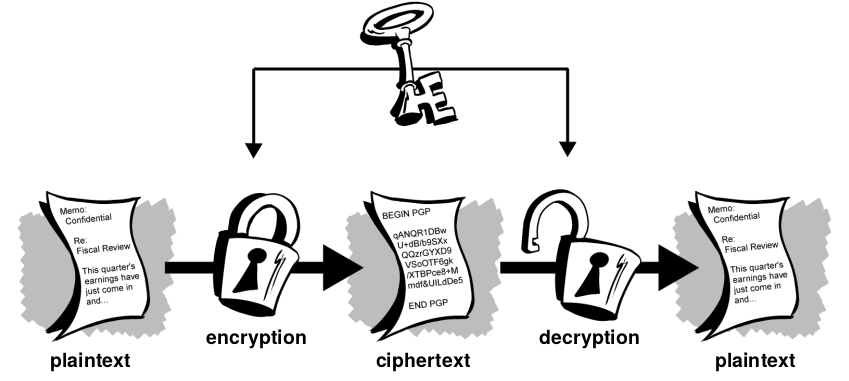 Memo:
Confidential
Re:
Fiscal Review
This quarter's
earnings have
just come in
and...
plaintext
encryption
BEGIN PGP
qANQR1DBw
U+dB/b9SXx
QQzrGYXD9
VSoOTF6gk
/XTBPce8+M
mdf&UILdDe5
END PGP
ciphertext
decryption
Memo:
Confidential
Re:
Fiscal Review
This quarter's
earnings have
just come in
and...
plaintext